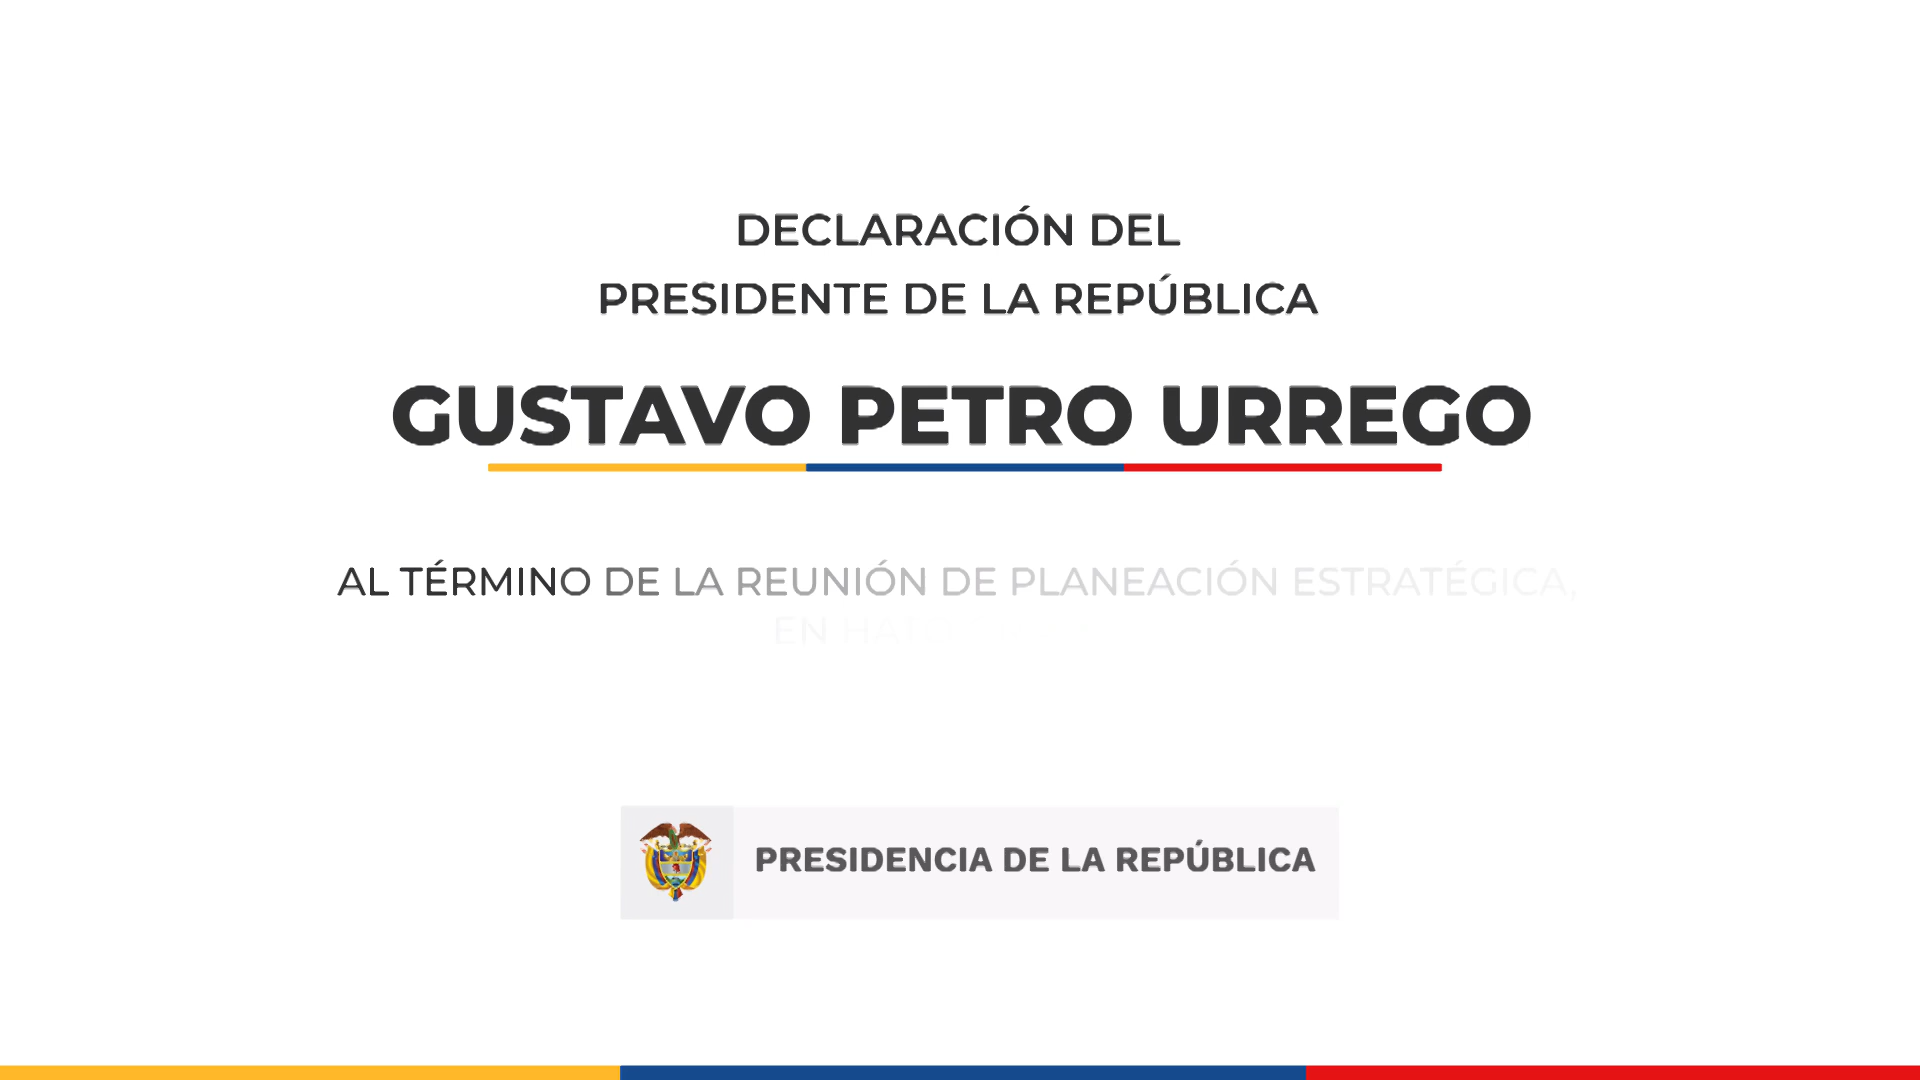 DECLARACIÓN DEL
PRESIDENTE DE LA REPÚBLICA
GUSTAVO PETRO URREGO
AL TÉRMINO DE LA REUNIÓN DE PLANEACIÓN ESTRATÉGICA,
EN
PRESIDENCIA DE LA REPÚBLICA